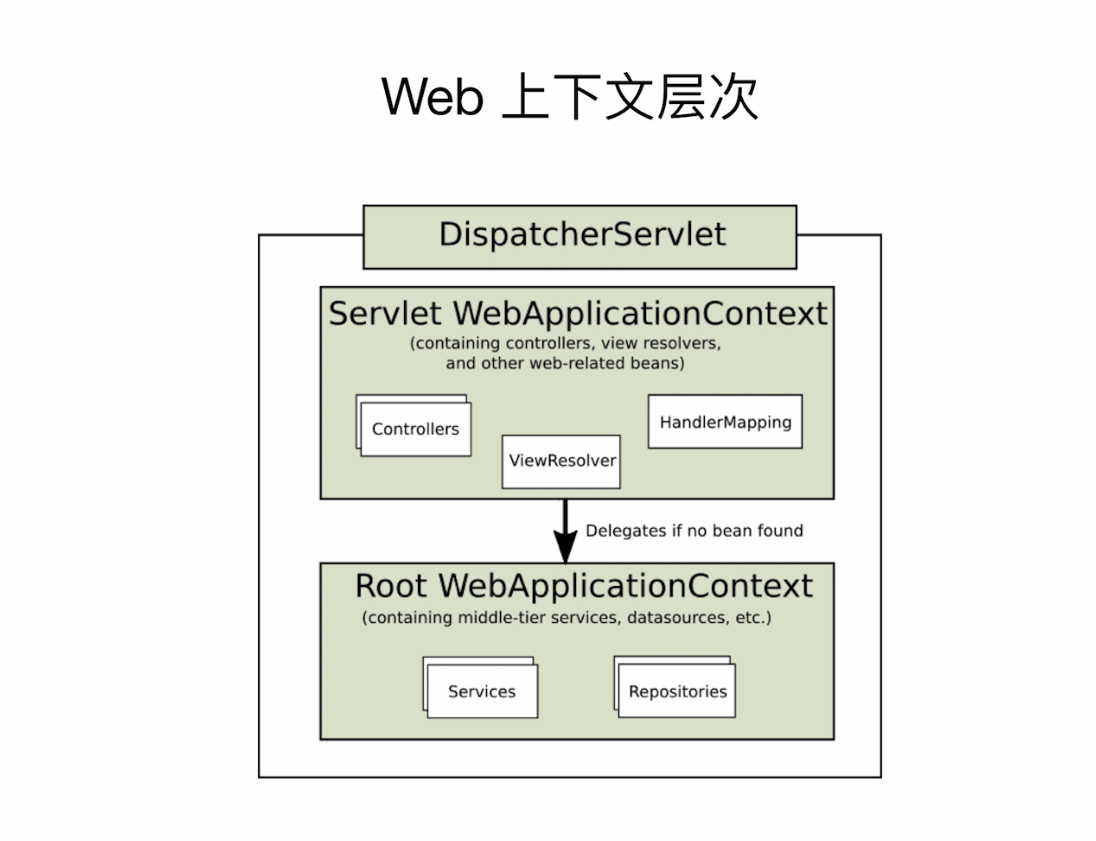 Web 上下文层次
DispatcherServlet
Servlet WebApplicationContext
(containing controllers, view resolvers,
and other web-related beans)
Controllers
HandlerMapping
ViewResolver
Delegates if no bean found
Root WebApplicationContext
(containing middle-tier services, datasources, etc.)
Services
Repositories